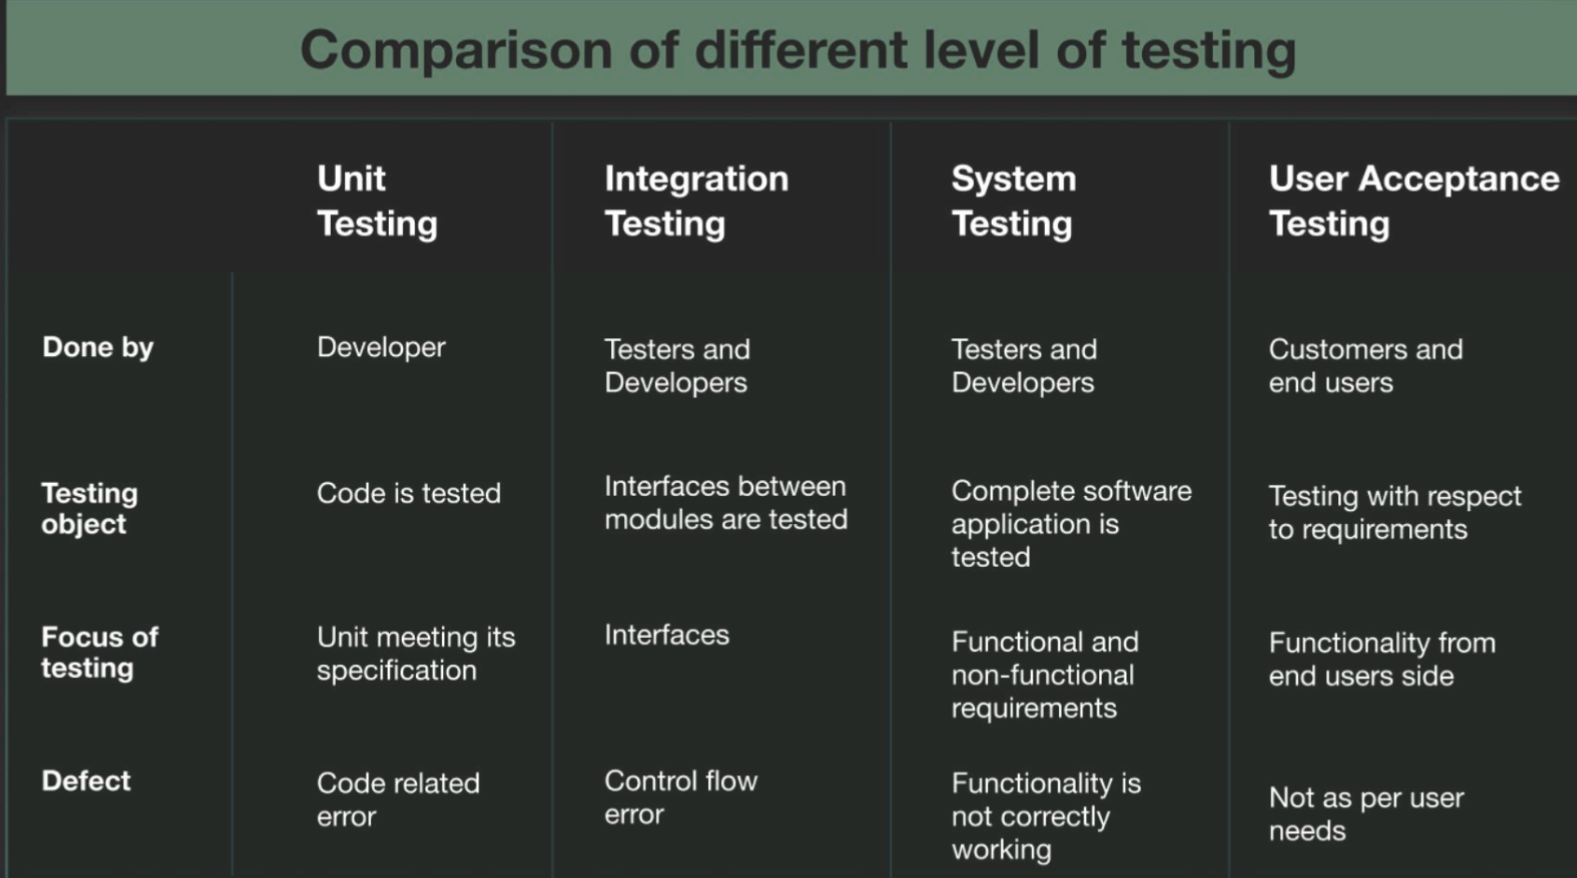 Comparison of different level of testing
Unit
Testing
Integration
Testing
System
Testing
User Acceptance
Testing
Done by
Developer
Testers and
Developers
Testers and
Developers
Customers and
end users
Testing
object
Code is tested
Interfaces between
modules are tested
Complete software
application is
tested
Testing with respect
to requirements
Focus of
testing
Unit meeting its
specification
Interfaces
Functional and
non-functional
requirements
Functionality from
end users side
Defect
Code related
error
Control flow
error
Functionality is
not correctly
working
Not as per user
needs